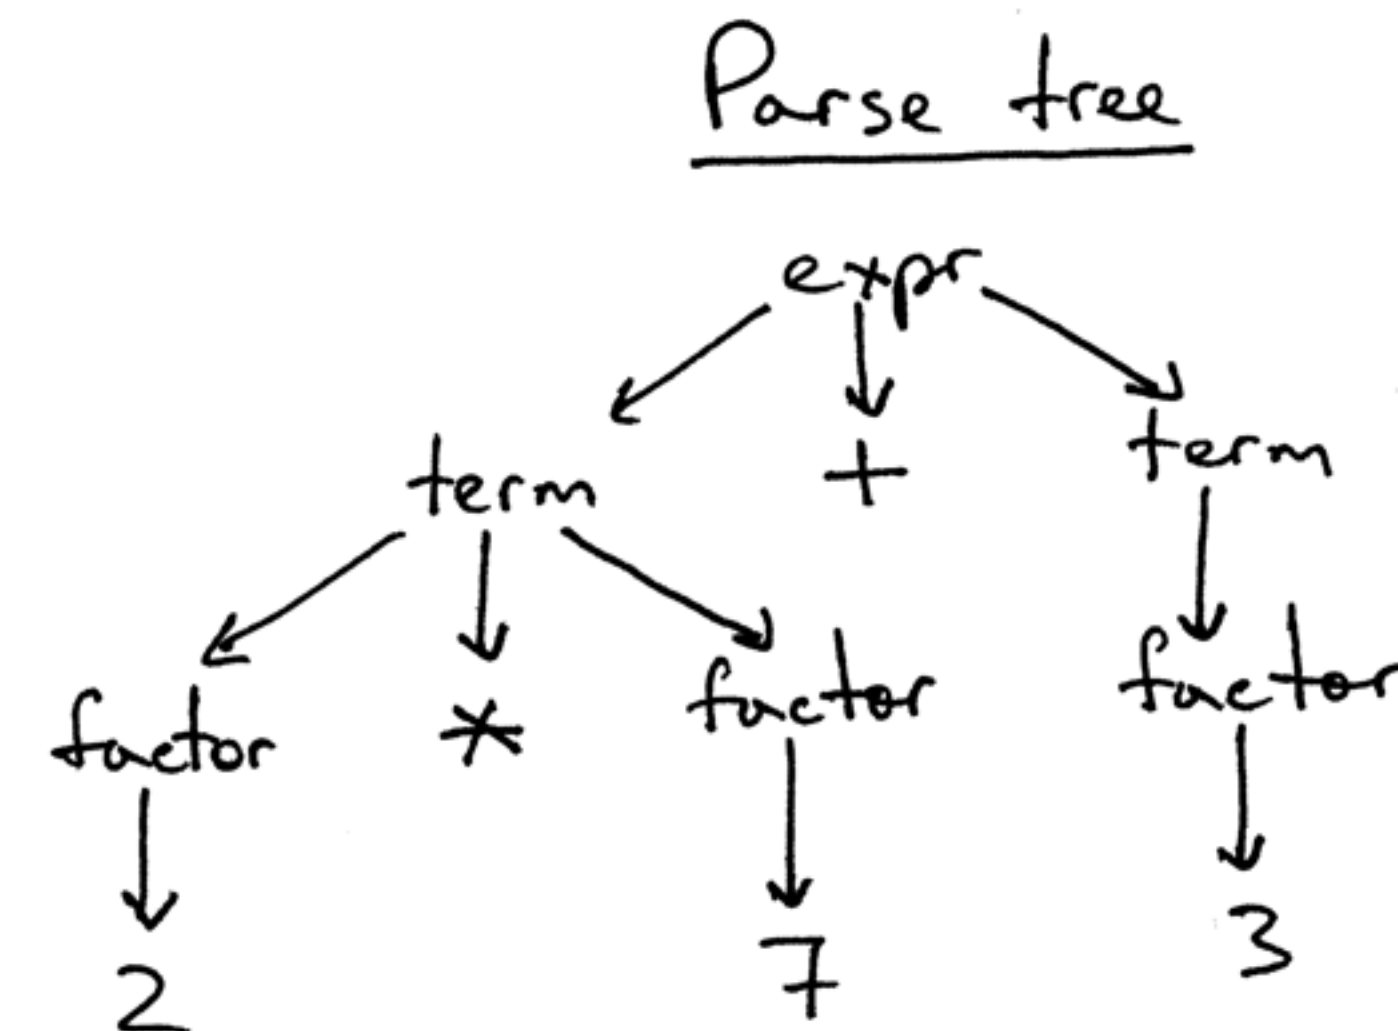 Parse tree
expr
term + term
factor * factor factor
2 7 3